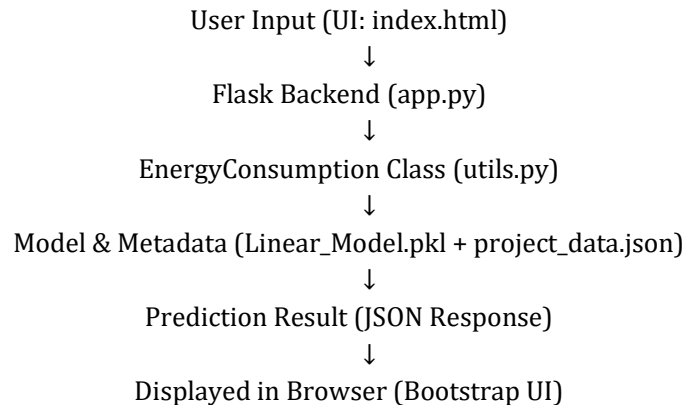 User Input (UI: index.html)
↓
Flask Backend (app.py)
↓
EnergyConsumption Class (utils.py)
↓
Model & Metadata (Linear_Model.pkl + project_data.json)
↓
Prediction Result (JSON Response)
↓
Displayed in Browser (Bootstrap UI)